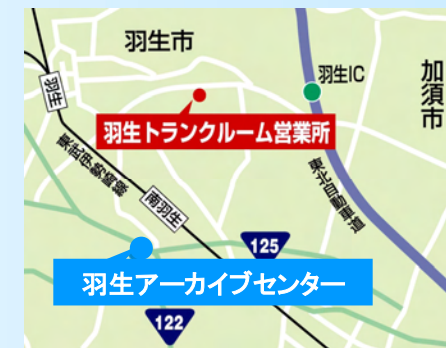 羽生市
羽生IC
加須市
羽生
羽生トランクルーム営業所
東武伊勢崎線
南羽生
東北自動車道
125
羽生アーカイブセンター
122